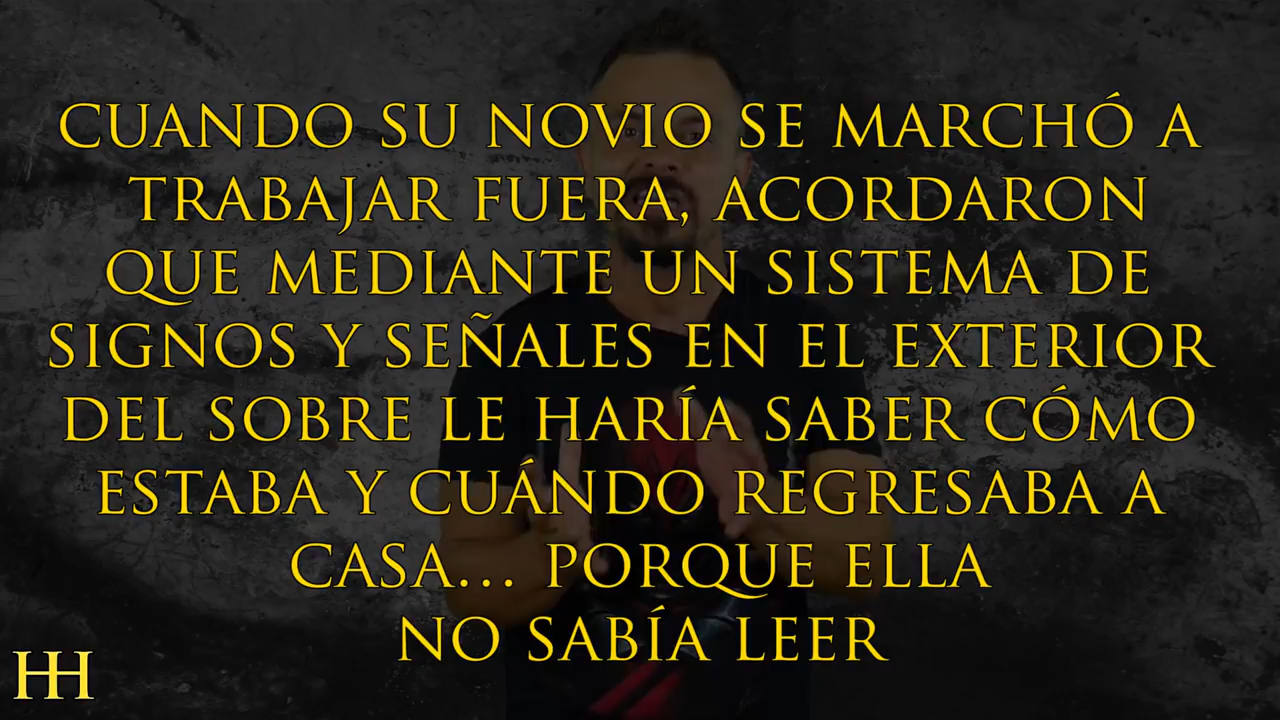 CUANDO SU NOVIO SE MARCHÓ A
TRABAJAR FUERA, ACORDARON
QUE MEDIANTE UN SISTEMA DE
SIGNOS Y SEÑALES EN EL EXTERIOR
DEL SOBRE LE HARÍA SABER CÓMO
ESTABA Y CUÁNDO REGRESABA A
CASA... PORQUE ELLA
NO SABÍA LEER
HH